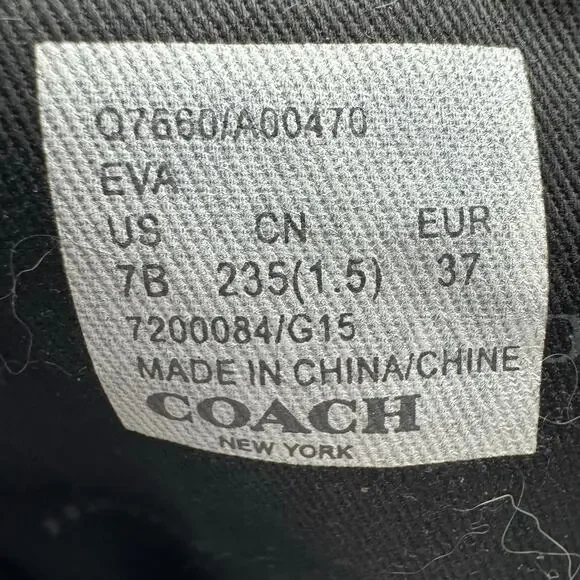 Q7660/A00470
EVA
US CN EUR
7B 235(1.5) 37
7200084/G15
MADE IN CHINA/CHINE
COACH
NEW YORK